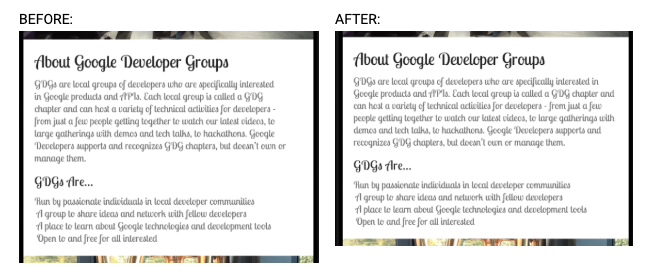 BEFORE:
About Google Developer Groups
GDGs are local groups of developers who are specifically interested
in Google products and APIs. Each local group is called a GDG
chapter and can host a variety of technical activities for developers -
from just a few people getting together to watch our latest videos, to
large gatherings with demos and tech talks, to hackathons. Google
Developers supports and recognizes GDG chapters, but doesn't own or
manage them.
GDGs Are...
Run by passionate individuals in local developer communities
A group to share ideas and network with fellow developers
A place to learn about Google technologies and development tools
Open to and free for all interested
AFTER:
About Google Developer Groups
GDGs are local groups of developers who are specifically interested in
Google products and APIs. Each local group is called a GDG chapter and
can host a variety of technical activities for developers - from just a few
people getting together to watch our latest videos, to large gatherings with
demos and tech talks, to hackathons. Google Developers supports and
recognizes GDG chapters, but doesn't own or manage them.
GDGs Are...
Run by passionate individuals in local developer communities
A group to share ideas and network with fellow developers
A place to learn about Google technologies and development tools
Open to and free for all interested